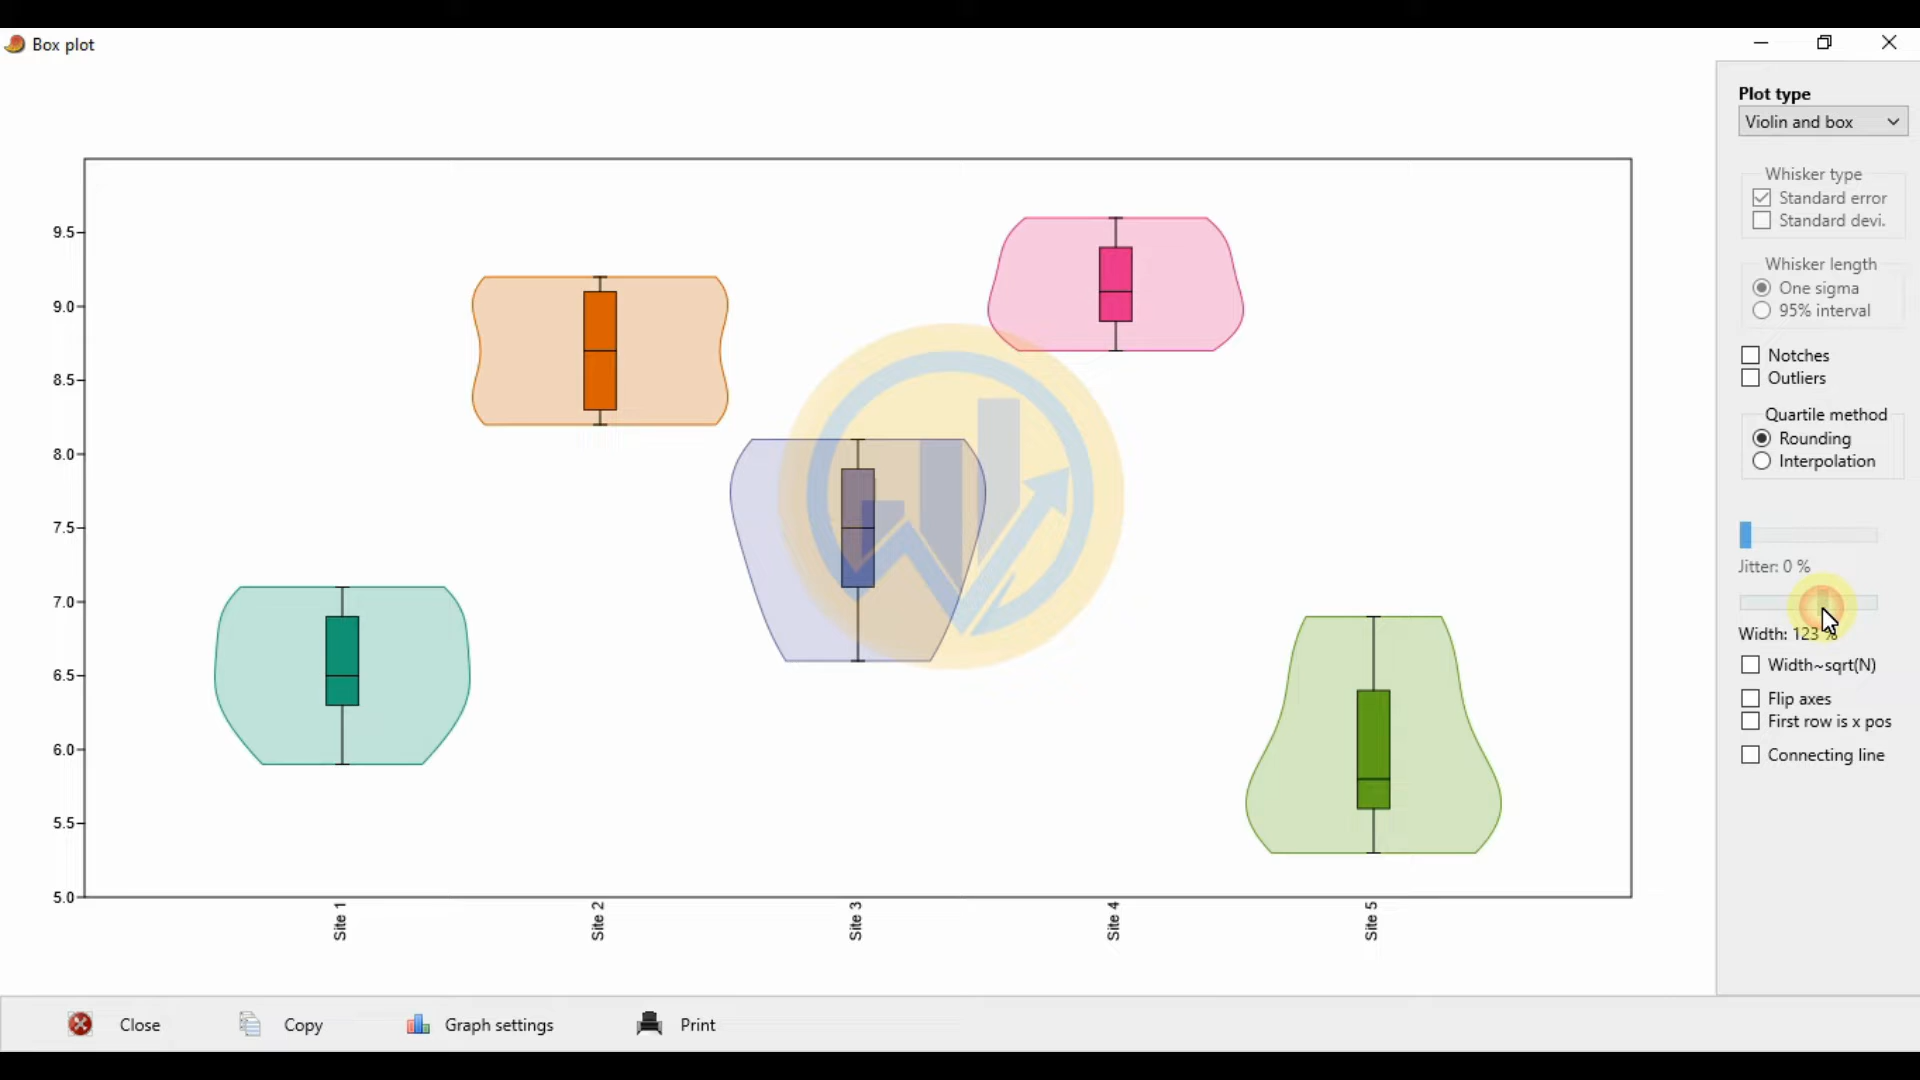 Box plot
Plot type
Violin and box
Whisker type
Standard error
Standard devi.
Whisker length
One sigma
95% interval
Notches
Outliers
Quartile method
Rounding
Interpolation
Jitter: 0 %
Width: 123 %
Width~sqrt(N)
Flip axes
First row is x pos
Connecting line
9.5
9.0
8.5
8.0
7.5
7.0
6.5
6.0
5.5
5.0
Site 1
Site 2
Site 3
Site 4
Site 5
Close
Copy
Graph settings
Print